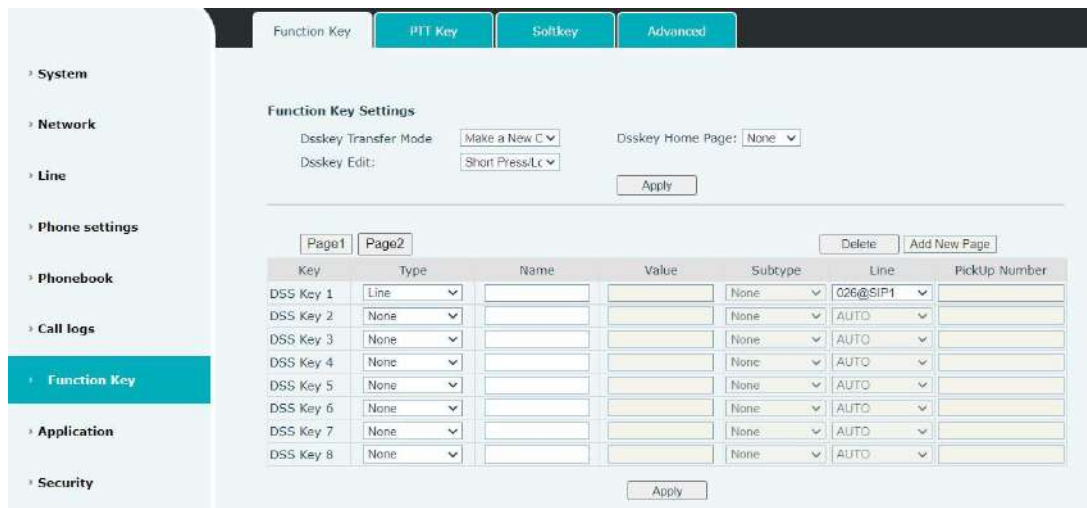 Function Key PTT Key Softkey Advanced
System
Network
Line
Phone settings
Phonebook
Call logs
Function Key
Application
Security
Function Key Settings
Dsskey Transfer Mode Make a New C Dsskey Home Page: None
Dsskey Edit: Short Press/Lc
Apply
Page1 Page2 Delete Add New Page
Key Type Name Value Subtype Line PickUp Number
DSS Key 1 Line None 026@SIP1
DSS Key 2 None None AUTO
DSS Key 3 None None AUTO
DSS Key 4 None None AUTO
DSS Key 5 None None AUTO
DSS Key 6 None None AUTO
DSS Key 7 None None AUTO
DSS Key 8 None None AUTO
Apply